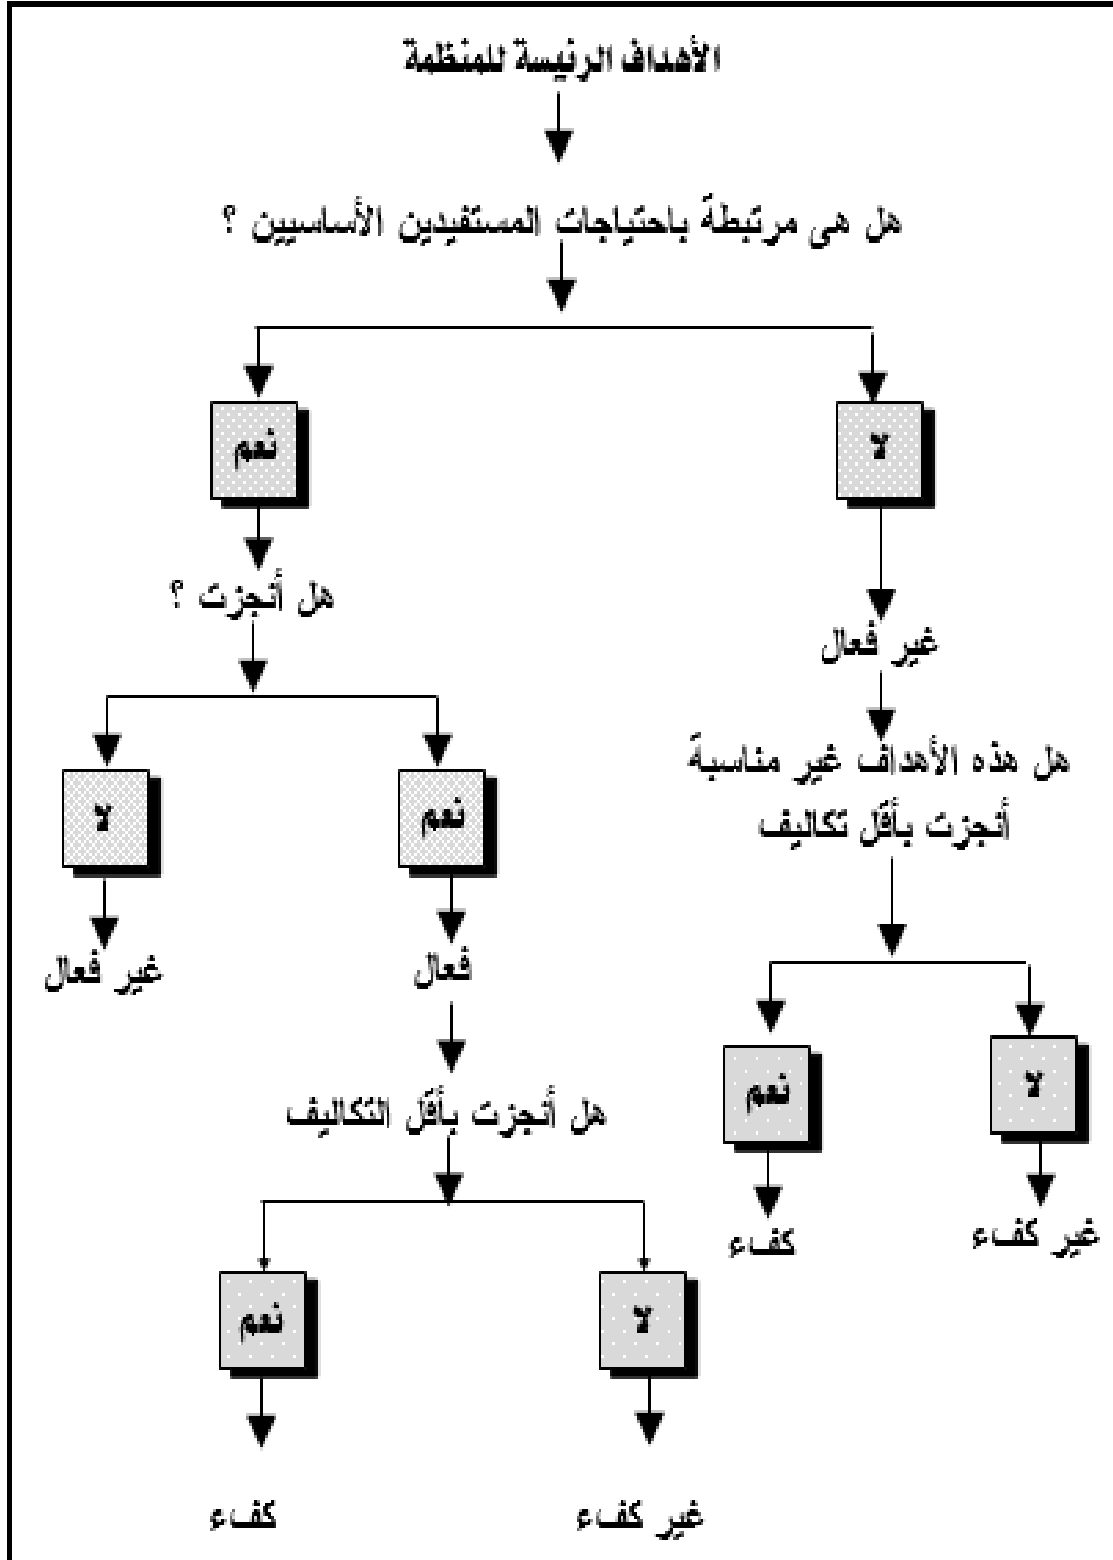 الأهداف الرئيسة للمنظمة
هل هى مرتبطة باحتياجات المستفيدين الأساسيين ؟
لا
نعم
هل أنجزت ؟
غير فعال
هل هذه الأهداف غير مناسبة
أنجزت بأقل تكاليف
نعم
لا
فعال
غير فعال
لا
نعم
هل أنجزت بأقل التكاليف
غير كفء
كفء
لا
نعم
غير كفء
كفء